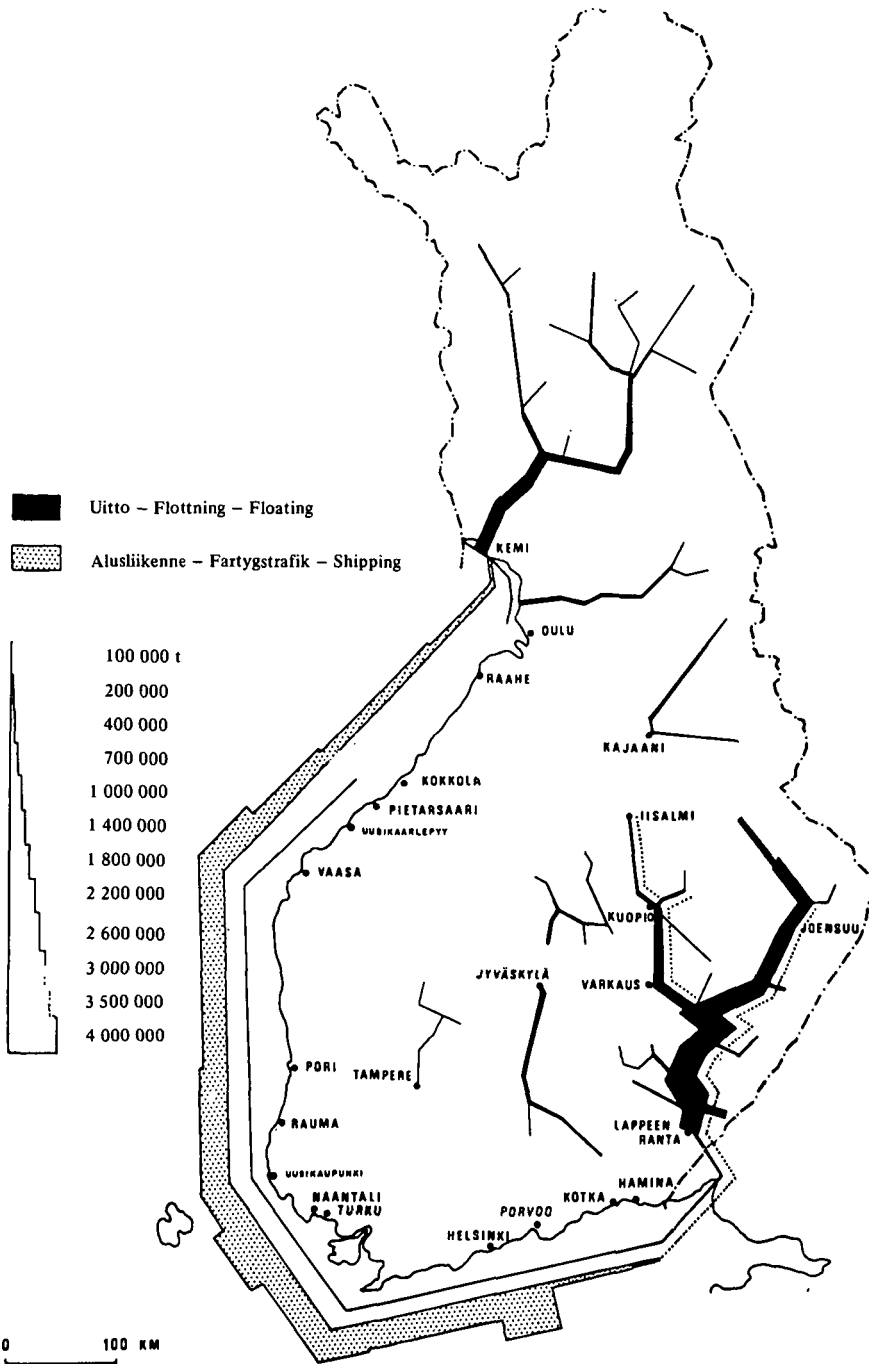 Uitto – Flottning – Floating
Alusliikenne – Fartygstrafik – Shipping
100 000 t
200 000
400 000
700 000
1 000 000
1 400 000
1 800 000
2 200 000
2 600 000
3 000 000
3 500 000
4 000 000
KEMI
OULU
RAAHE
KAJAANI
KOKKOLA
PIETARSAARI
UUSIKAARLEPYY
IISALMI
VAASA
KUOPIO
JOENSUU
JYVÄSKYLÄ
VARKAUS
PORI
TAMPERE
RAUMA
LAPPEEN
RANTA
UUSIKAUPUNKI
NAANTALI
TURKU
HAMINA
KOTKA
PORVOO
HELSINKI
0 100 KM